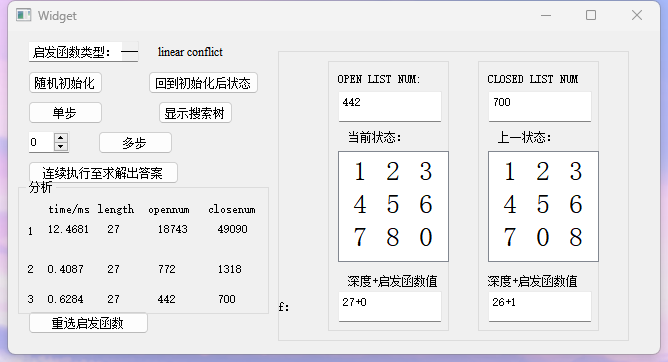 Widget
启发函数类型: linear conflict
随机初始化 回到初始化后状态
单步 显示搜索树
0 多步
连续执行至求解出答案
分析
time/ms length opennum closenum
1 12.4681 27 18743 49090
2 0.4087 27 772 1318
3 0.6284 27 442 700
重选启发函数
f:
OPEN LIST NUM:
442
当前状态:
1 2 3
4 5 6
7 8 0
深度+启发函数值
27+0
CLOSED LIST NUM
700
上一状态:
1 2 3
4 5 6
7 0 8
深度+启发函数值
26+1